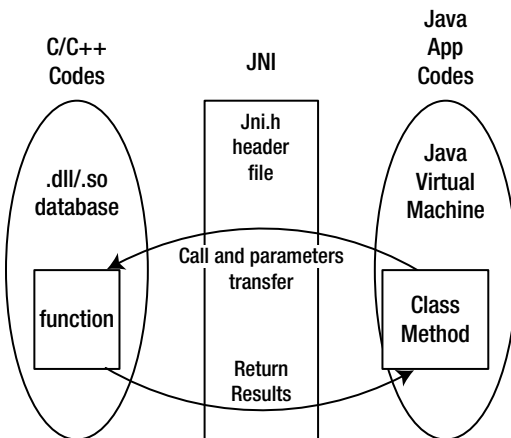 C/C++
Codes
JNI
Java
App
Codes
.dll/.so
database
function
Jni.h
header
file
Call and parameters
transfer
Return
Results
Java
Virtual
Machine
Class
Method